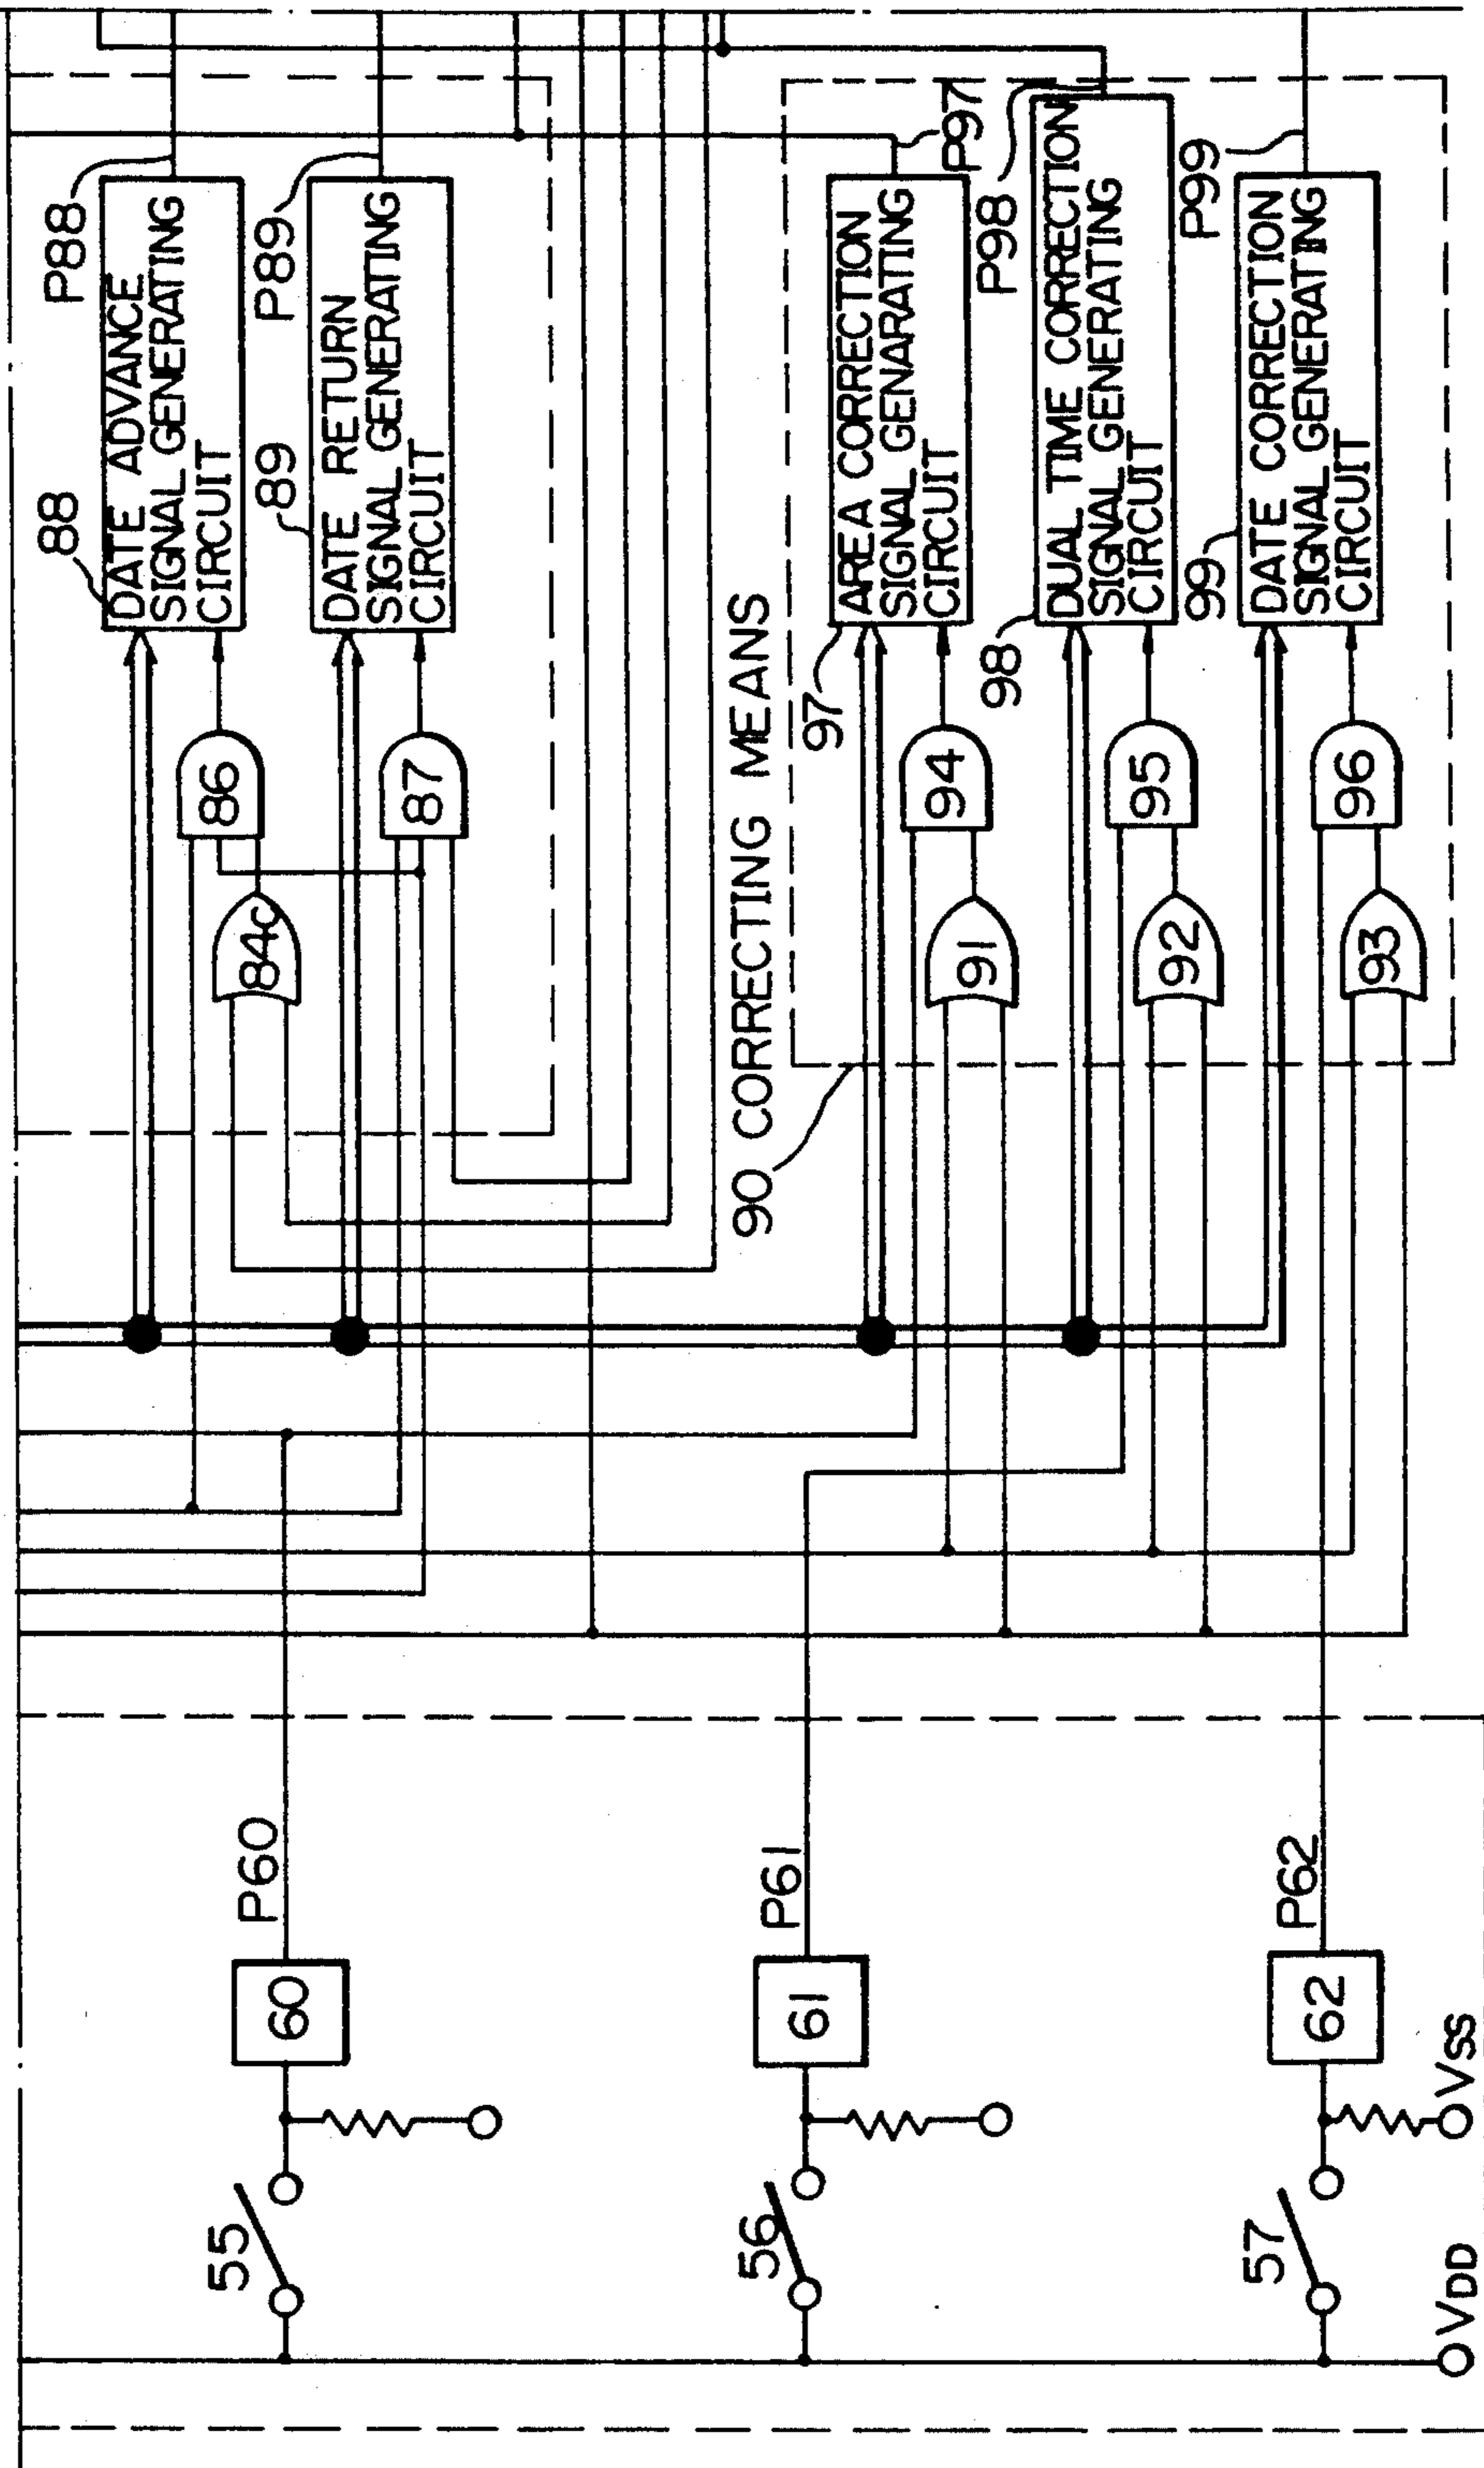 88
DATE ADVANCE
SIGNAL GENERATING
CIRCUIT
P88
89
DATE RETURN
SIGNAL GENERATING
CIRCUIT
P89
84c
86
87
90 CORRECTING MEANS
97
AREA CORRECTION
SIGNAL GENARATING
CIRCUIT
P97
98
DUAL TIME CORRECTION
SIGNAL GENERATING
CIRCUIT
P98
99
DATE CORRECTION
SIGNAL GENERATING
CIRCUIT
P99
91
94
92
95
93
96
55
60
P60
56
61
P61
57
62
P62
VDD
VSS